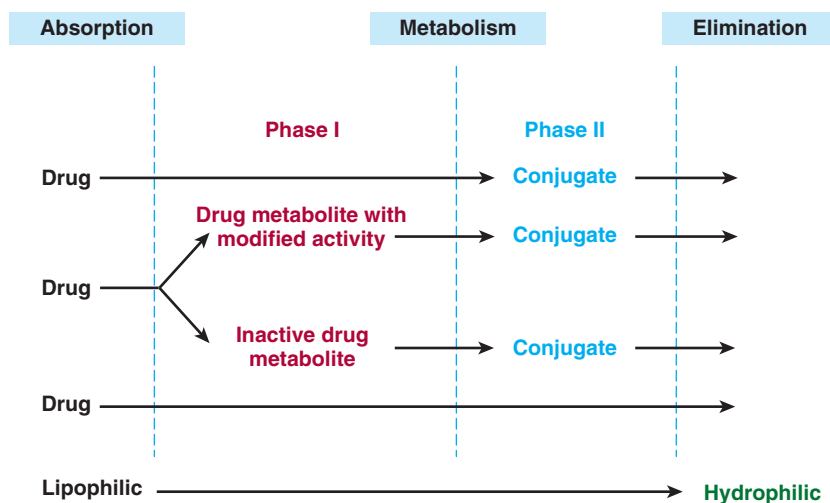 Absorption
Metabolism
Elimination
Phase I
Phase II
Drug
Conjugate
Drug metabolite with
modified activity
Conjugate
Drug
Inactive drug
metabolite
Conjugate
Drug
Lipophilic
Hydrophilic